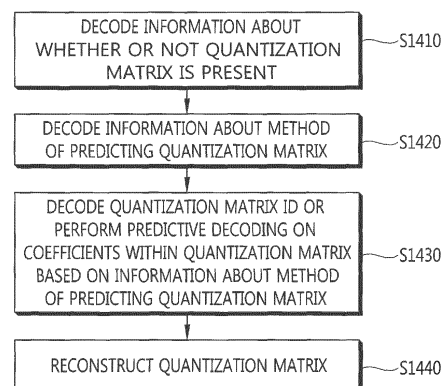 DECODE INFORMATION ABOUT
WHETHER OR NOT QUANTIZATION
MATRIX IS PRESENT
S1410
DECODE INFORMATION ABOUT METHOD
OF PREDICTING QUANTIZATION MATRIX
S1420
DECODE QUANTIZATION MATRIX ID OR
PERFORM PREDICTIVE DECODING ON
COEFFICIENTS WITHIN QUANTIZATION MATRIX
BASED ON INFORMATION ABOUT METHOD
OF PREDICTING QUANTIZATION MATRIX
S1430
RECONSTRUCT QUANTIZATION MATRIX
S1440